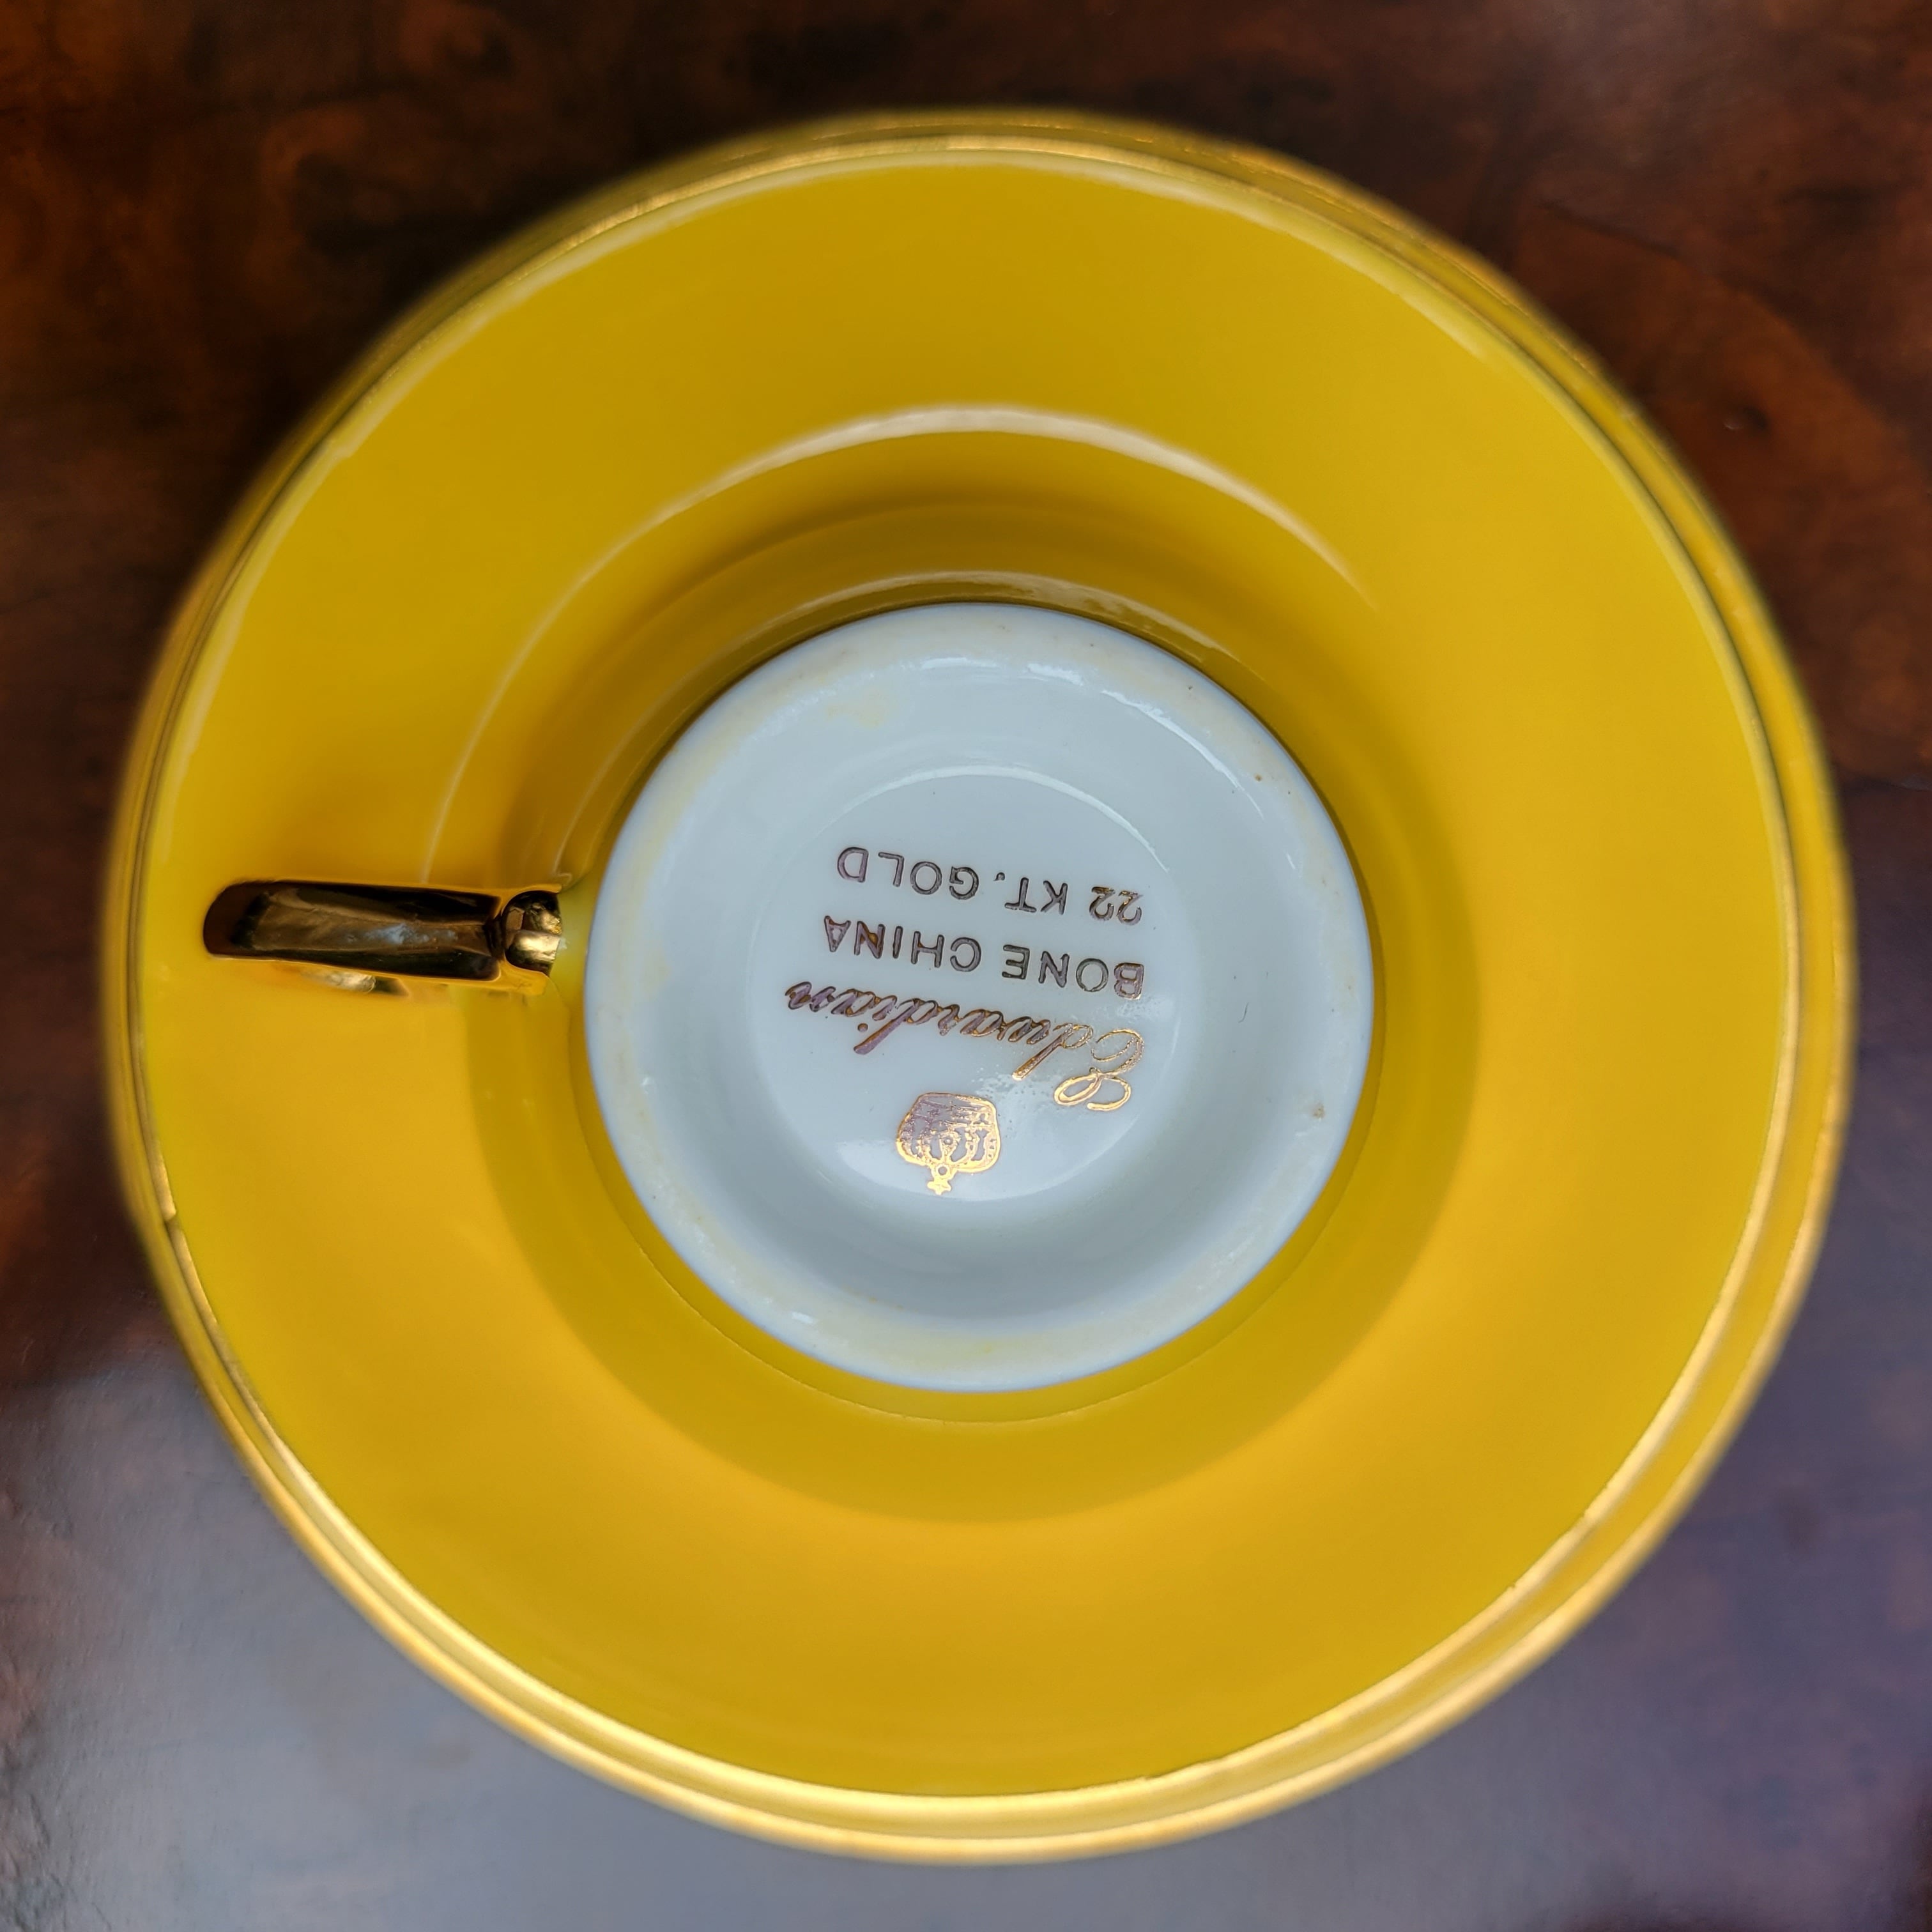 Edwardian
BONE CHINA
22 KT. GOLD